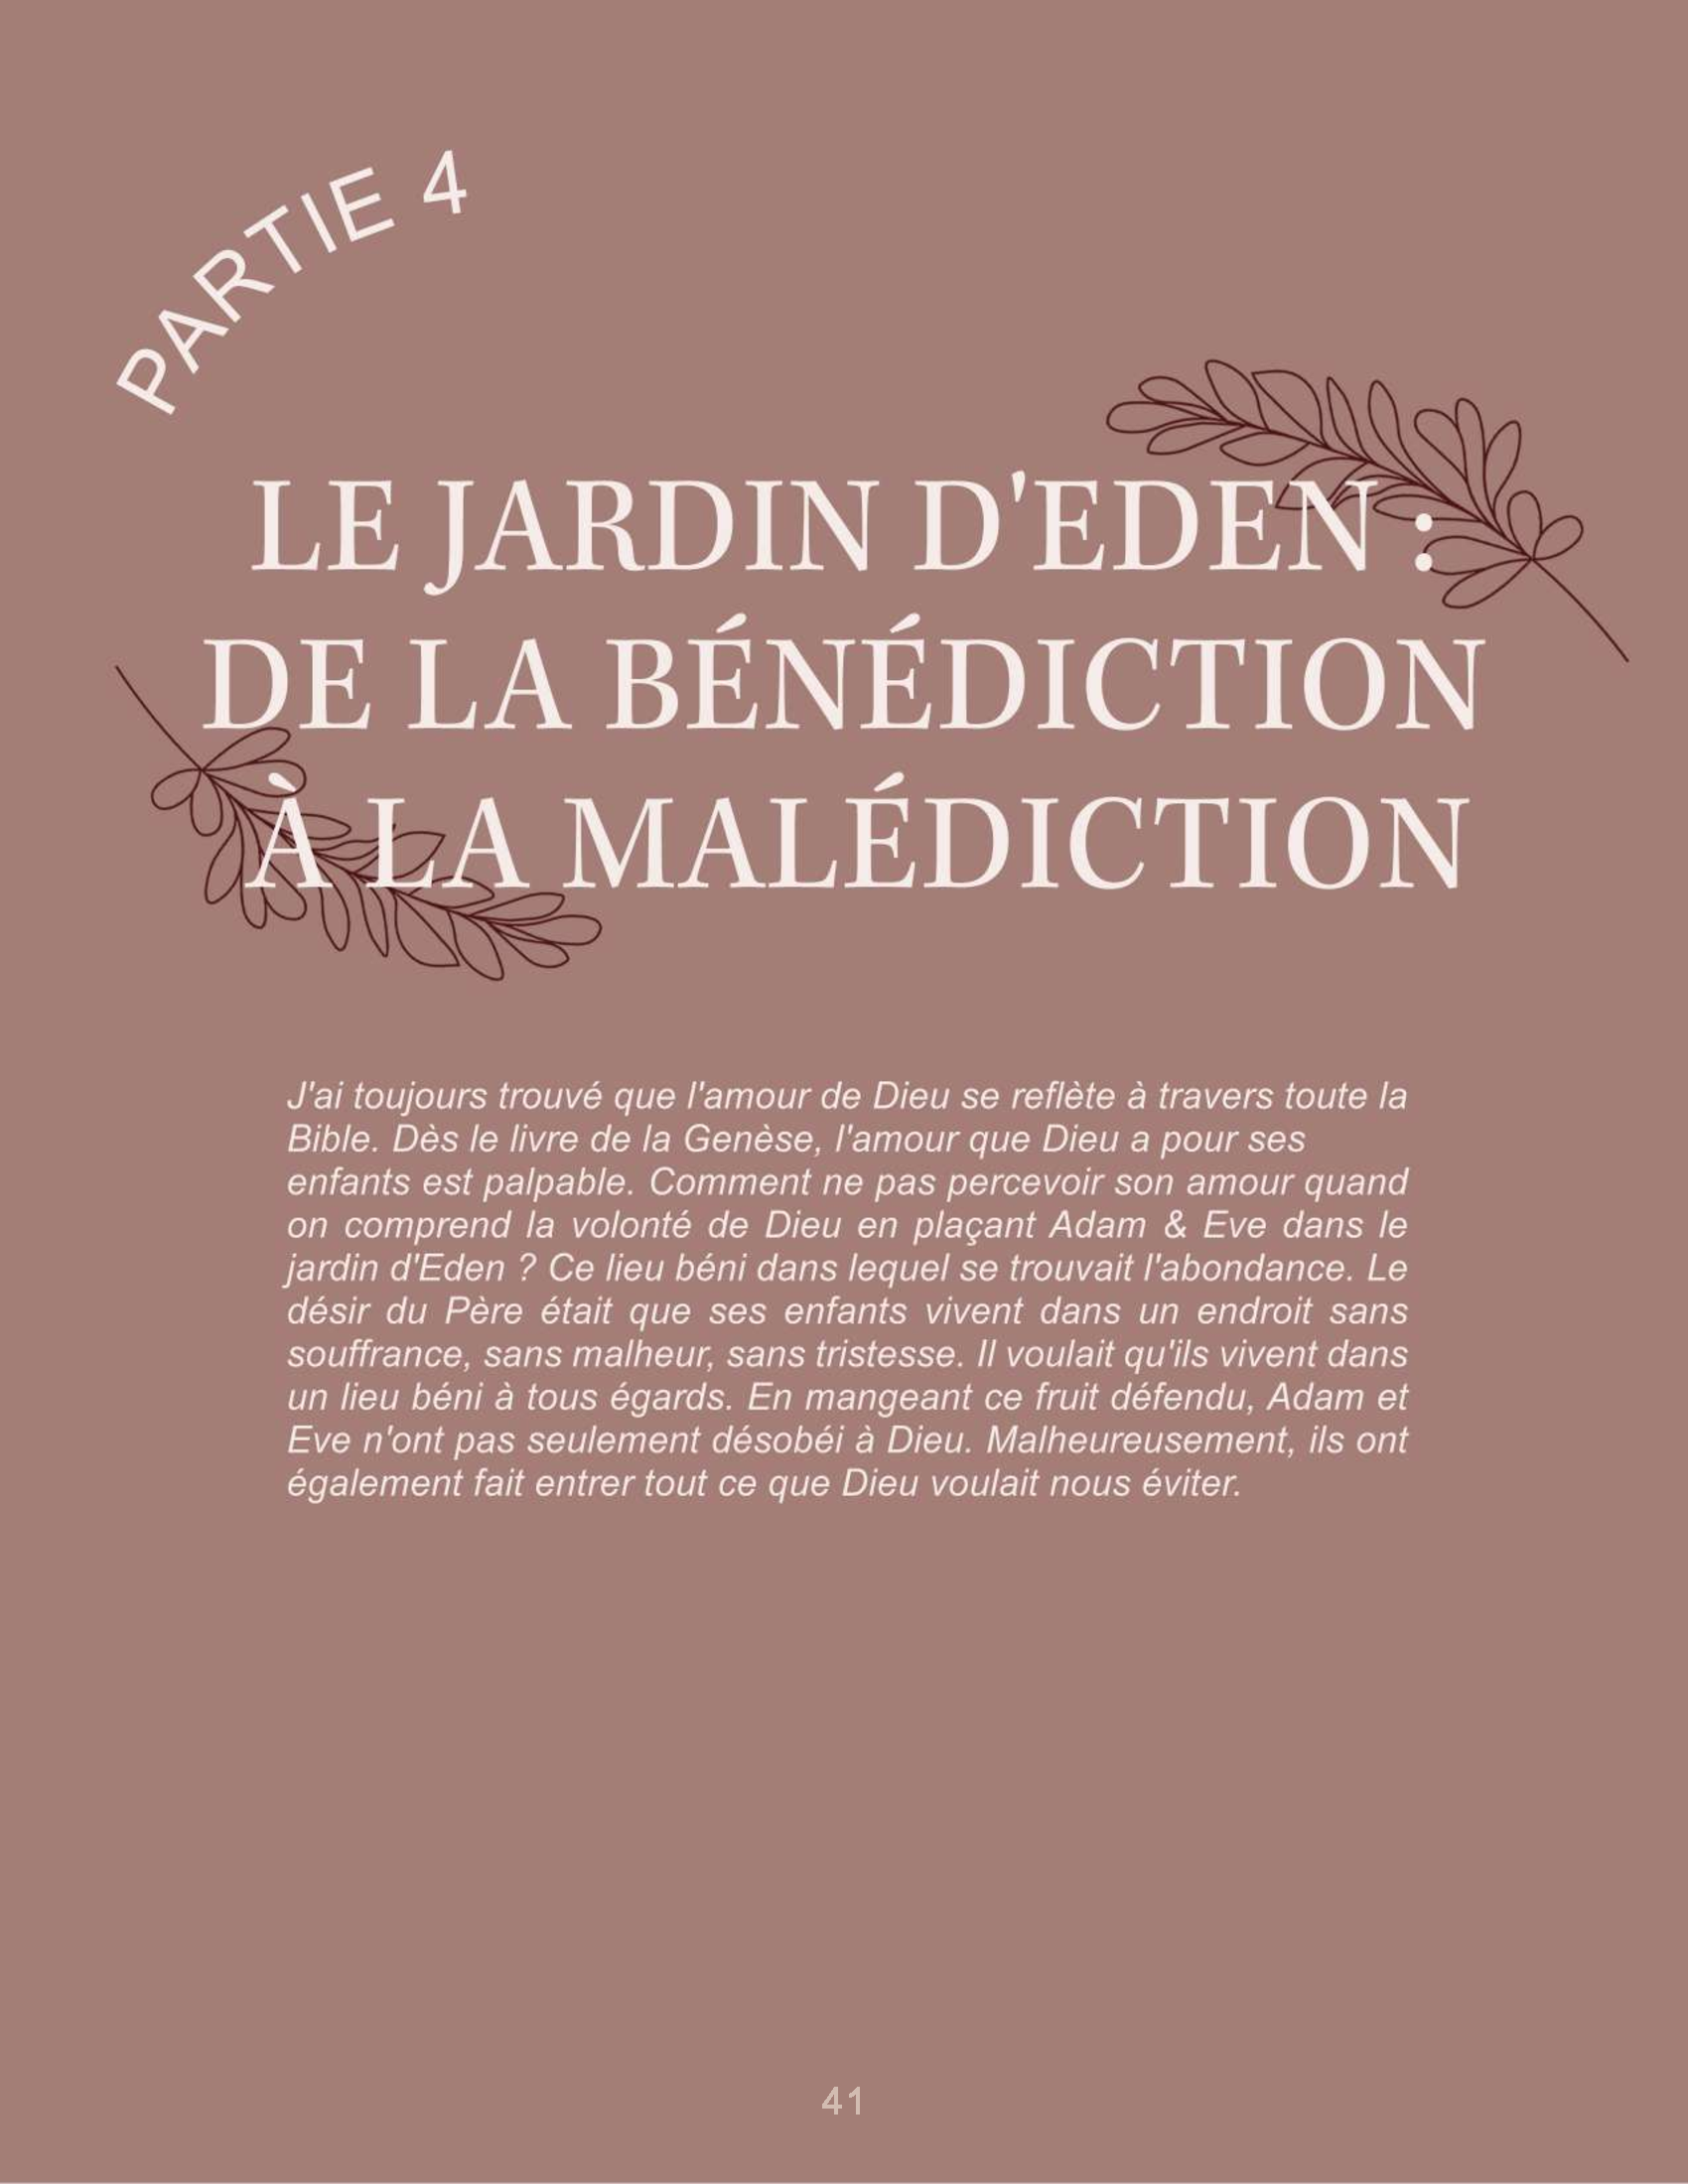 PARTIE 4
LE JARDIN D'EDEN :
DE LA BÉNÉDICTION
À LA MALÉDICTION
J'ai toujours trouvé que l'amour de Dieu se reflète à travers toute la
Bible. Dès le livre de la Genèse, l'amour que Dieu a pour ses
enfants est palpable. Comment ne pas percevoir son amour quand
on comprend la volonté de Dieu en plaçant Adam & Eve dans le
jardin d'Eden ? Ce lieu béni dans lequel se trouvait l'abondance. Le
désir du Père était que ses enfants vivent dans un endroit sans
souffrance, sans malheur, sans tristesse. Il voulait qu'ils vivent dans
un lieu béni à tous égards. En mangeant ce fruit défendu, Adam et
Eve n'ont pas seulement désobéi à Dieu. Malheureusement, ils ont
également fait entrer tout ce que Dieu voulait nous éviter.
41